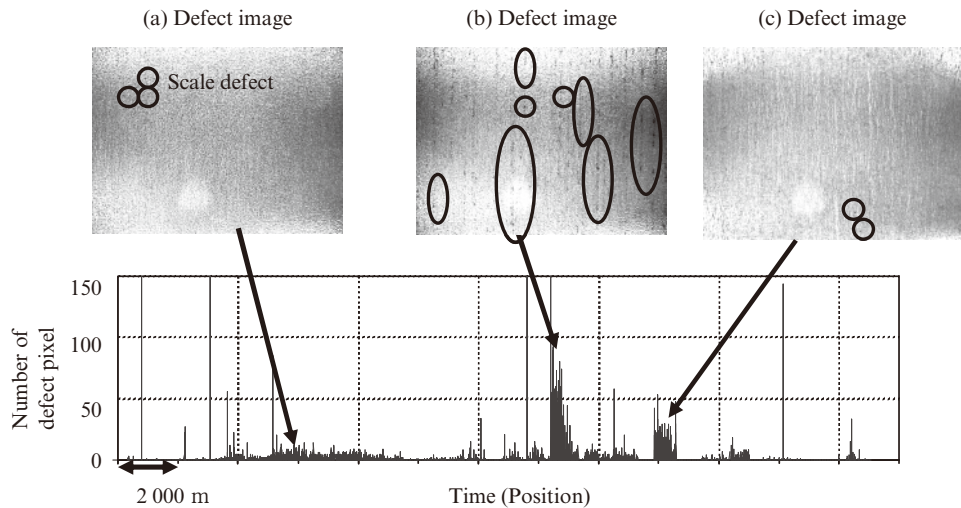 (a) Defect image
(b) Defect image
(c) Defect image
Scale defect
Number of
defect pixel
150
100
50
0
2 000 m
Time (Position)